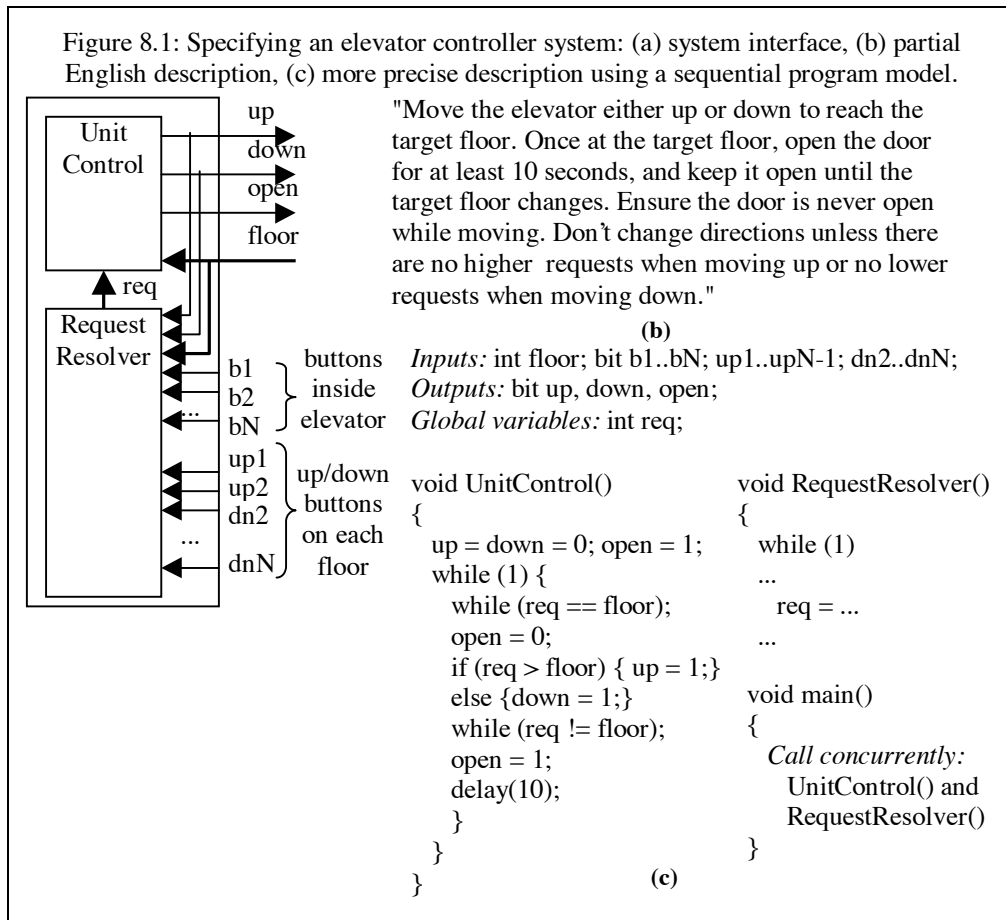 Figure 8.1: Specifying an elevator controller system: (a) system interface, (b) partial
English description, (c) more precise description using a sequential program model.
Unit
Control
up
down
open
floor
req
Request
Resolver
b1
b2
...
bN
buttons
inside
elevator
up1
up2
dn2
...
dnN
up/down
buttons
on each
floor
"Move the elevator either up or down to reach the
target floor. Once at the target floor, open the door
for at least 10 seconds, and keep it open until the
target floor changes. Ensure the door is never open
while moving. Don't change directions unless there
are no higher requests when moving up or no lower
requests when moving down."
(b)
Inputs: int floor; bit b1..bN; up1..upN-1; dn2..dnN;
Outputs: bit up, down, open;
Global variables: int req;
void UnitControl()
{
up = down = 0; open = 1;
while (1) {
while (req == floor);
open = 0;
if (req > floor) { up = 1;}
else {down = 1;}
while (req != floor);
open = 1;
delay(10);
}
}
}
void RequestResolver()
{
while (1)
...
req = ...
...
void main()
{
Call concurrently:
UnitControl() and
RequestResolver()
}
(c)